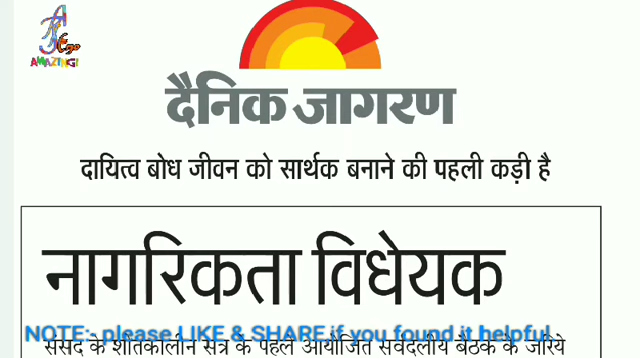 Ego
AMAZING!
दैनिक जागरण
दायित्व बोध जीवन को सार्थक बनाने की पहली कड़ी है
नागरिकता विधेयक
NOTE:- please LIKE & SHARE if you found it helpful
संसद के शीतकालीन सत्र के पहले आयोजित सर्वदलीय बैठक के जरिये